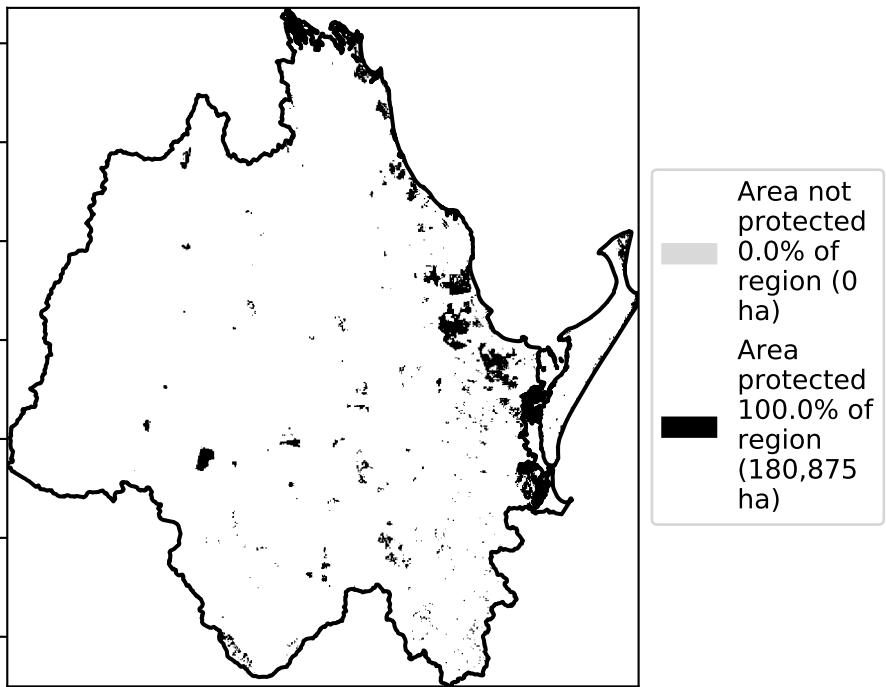 Area not
protected
0.0% of
region (0
ha)
Area
protected
100.0% of
region
(180,875
ha)